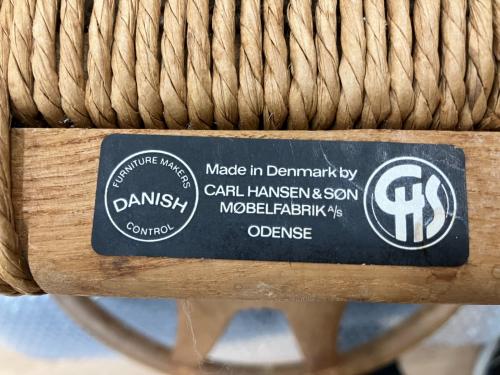 FURNITURE MAKERS
DANISH
CONTROL
Made in Denmark by
CARL HANSEN & SØN
MØBELFABRIK A/S
ODENSE
CHS